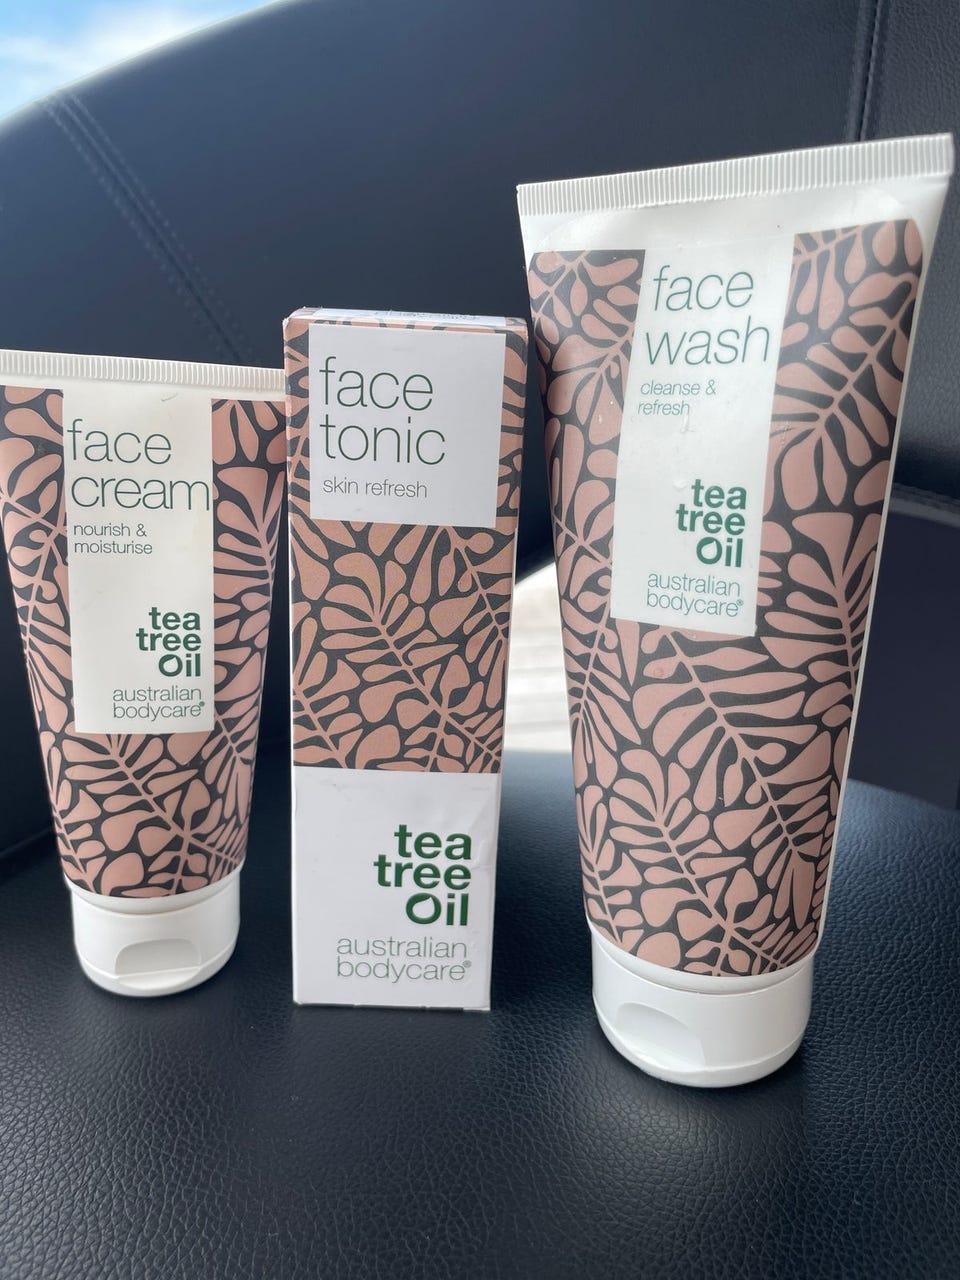 face
cream
nourish &
moisturise
tea
tree
oil
australian
bodycare®
face
tonic
skin refresh
tea
tree
oil
australian
bodycare®
face
wash
cleanse &
refresh
tea
tree
oil
australian
bodycare®